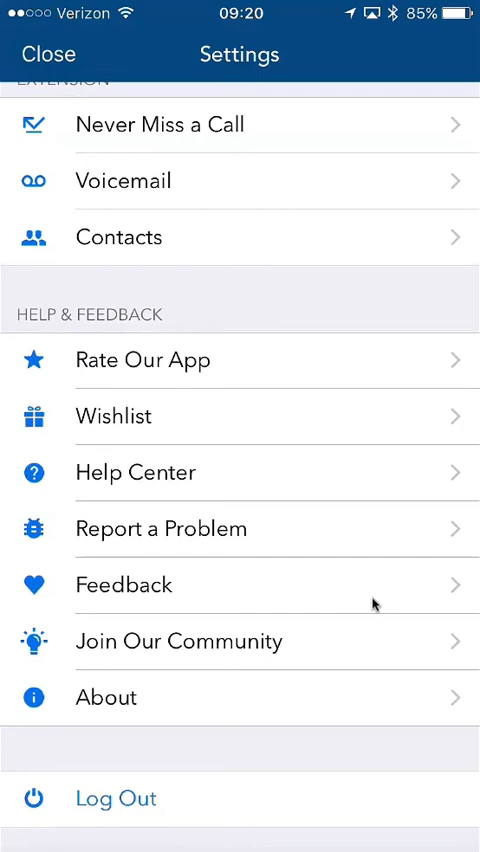 Verizon 09:20 85%
Close Settings
EXTENSION
Never Miss a Call
Voicemail
Contacts
HELP & FEEDBACK
Rate Our App
Wishlist
Help Center
Report a Problem
Feedback
Join Our Community
About
Log Out